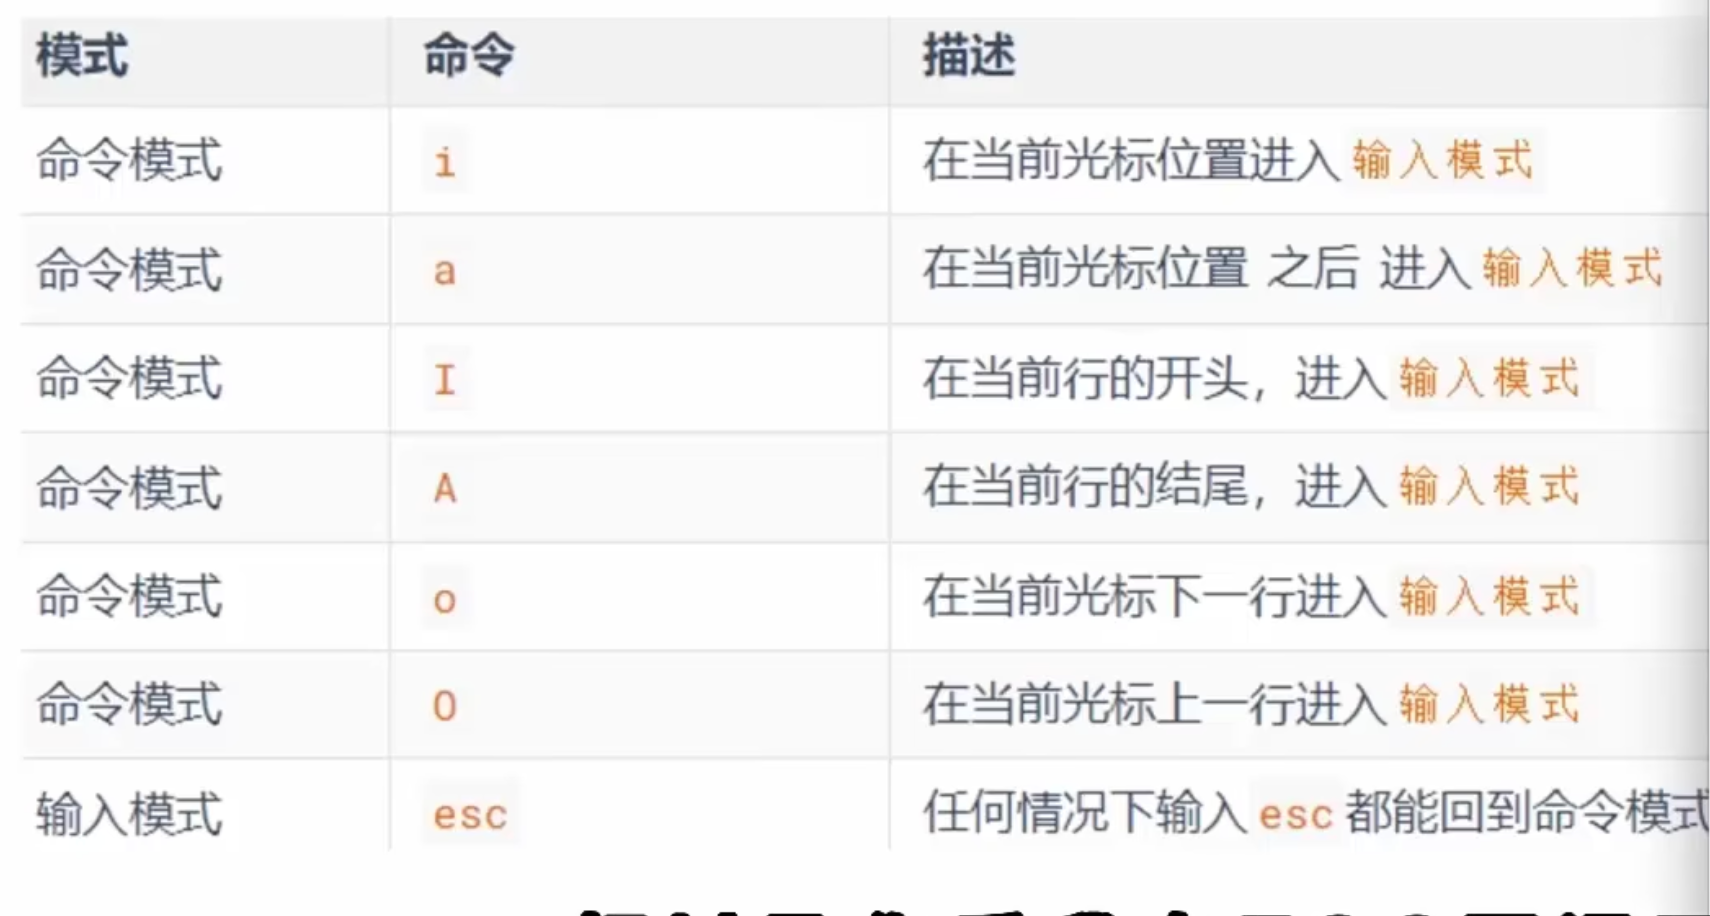 模式 命令 描述
命令模式 i 在当前光标位置进入 输入模式
命令模式 a 在当前光标位置 之后 进入 输入模式
命令模式 I 在当前行的开头，进入 输入模式
命令模式 A 在当前行的结尾，进入 输入模式
命令模式 o 在当前光标下一行进入 输入模式
命令模式 O 在当前光标上一行进入 输入模式
输入模式 esc 任何情况下输入 esc 都能回到命令模式